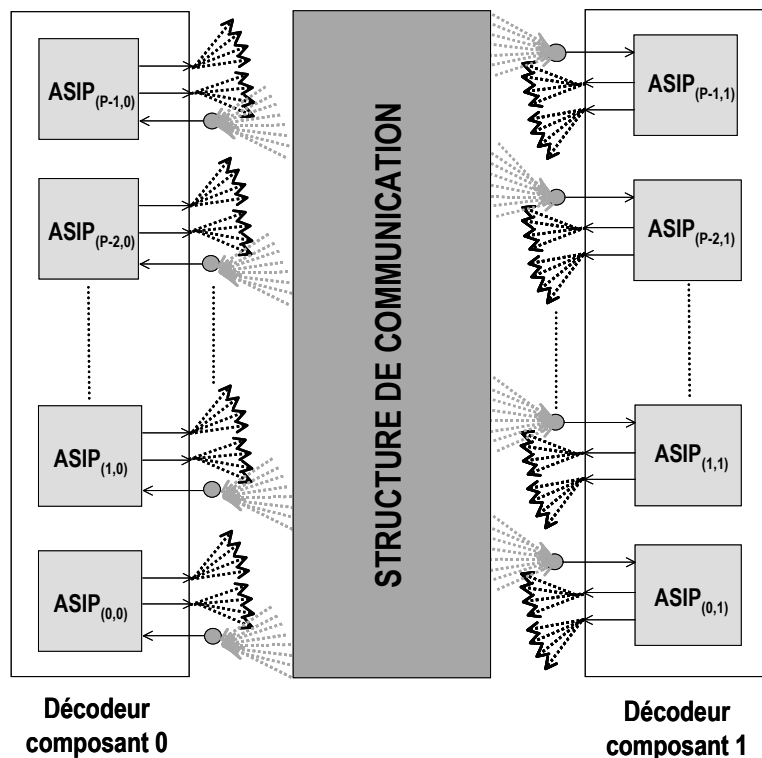 ASIP(P-1,0)
ASIP(P-2,0)
ASIP(1,0)
ASIP(0,0)
Décodeur
composant 0
STRUCTURE DE COMMUNICATION
ASIP(P-1,1)
ASIP(P-2,1)
ASIP(1,1)
ASIP(0,1)
Décodeur
composant 1